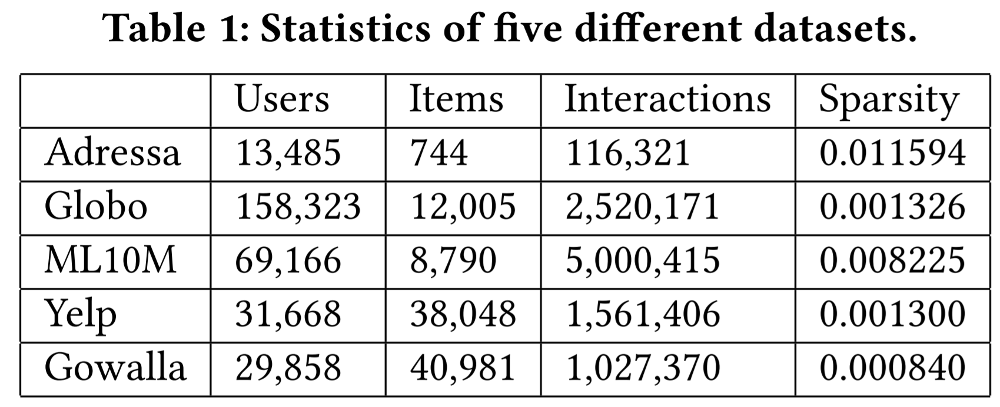 Table 1: Statistics of five different datasets.
Users Items Interactions Sparsity
Adressa 13,485 744 116,321 0.011594
Globo 158,323 12,005 2,520,171 0.001326
ML10M 69,166 8,790 5,000,415 0.008225
Yelp 31,668 38,048 1,561,406 0.001300
Gowalla 29,858 40,981 1,027,370 0.000840